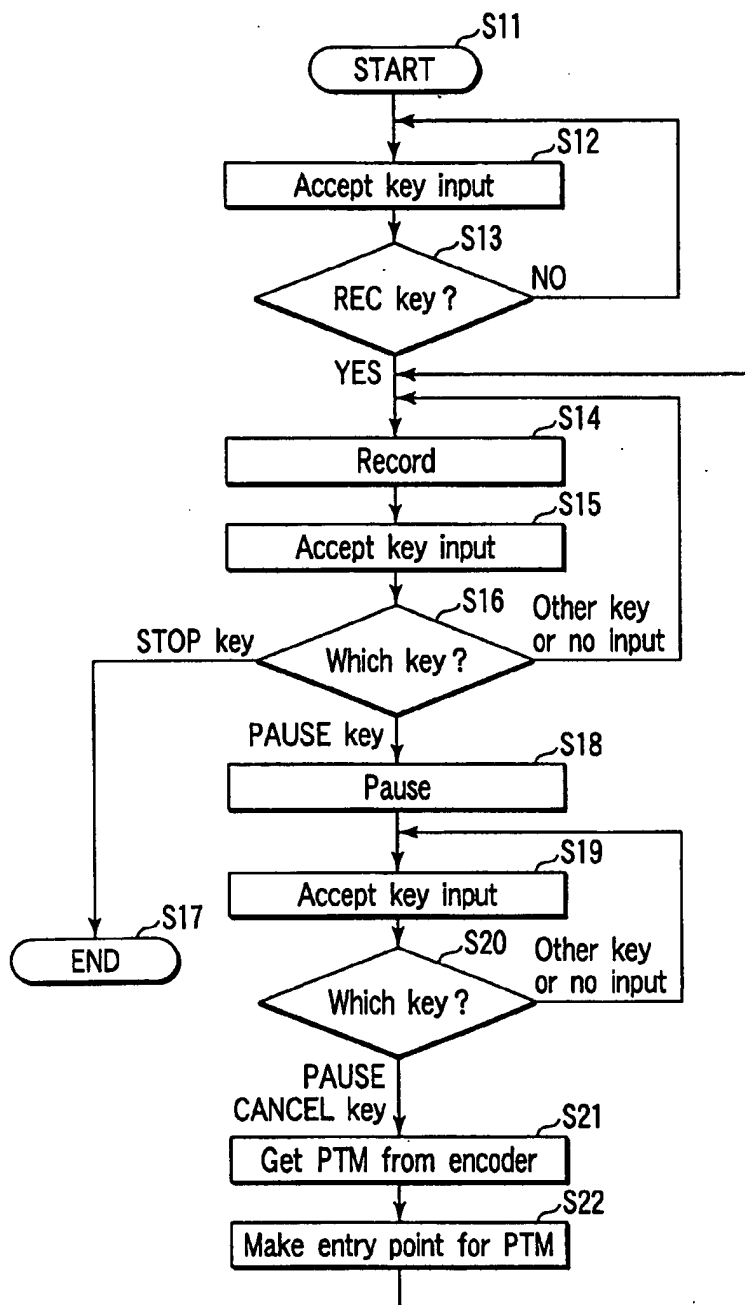 S11
START
S12
Accept key input
S13
REC key?
NO
YES
S14
Record
S15
Accept key input
S16
Other key
or no input
STOP key
Which key?
PAUSE key
S18
Pause
S19
Accept key input
S17
END
S20
Other key
or no input
Which key?
PAUSE
CANCEL key
S21
Get PTM from encoder
S22
Make entry point for PTM